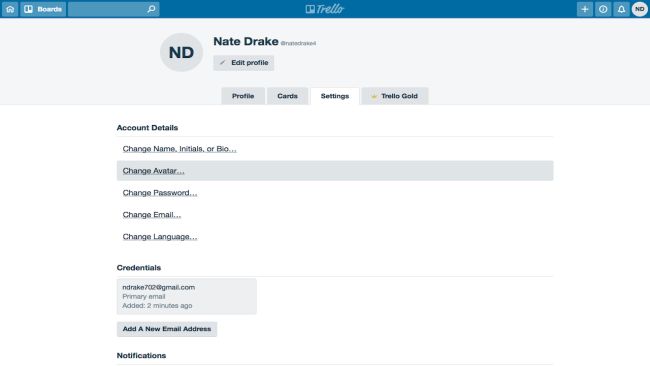 Boards
Trello
ND
ND
Nate Drake @natedrake4
Edit profile
Profile
Cards
Settings
Trello Gold
Account Details
Change Name, Initials, or Bio…
Change Avatar…
Change Password…
Change Email…
Change Language…
Credentials
ndrake702@gmail.com
Primary email
Added: 2 minutes ago
Add A New Email Address
Notifications